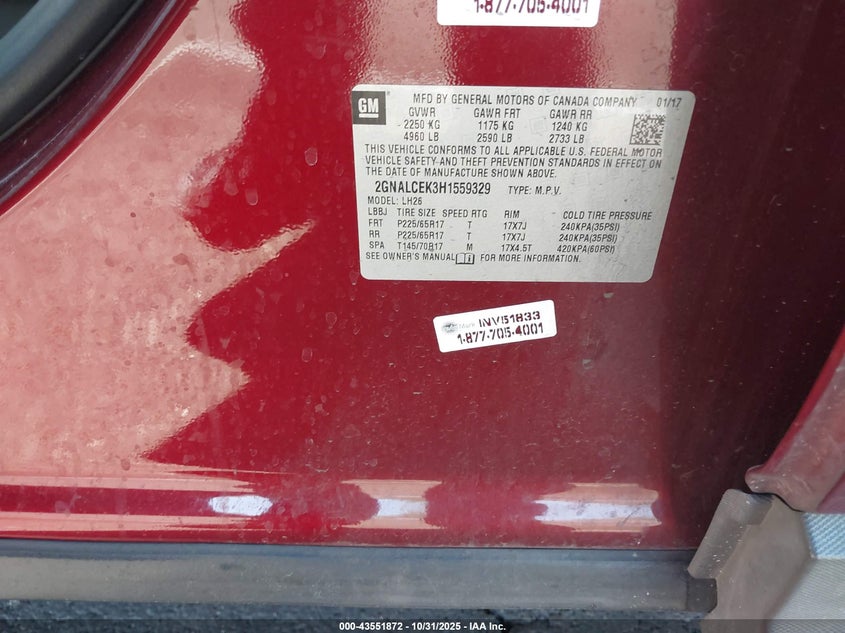 1-877-705-4001
GM
MFD BY GENERAL MOTORS OF CANADA COMPANY 01/17
GVWR GAWR FRT GAWR RR
2250 KG 1175 KG 1240 KG
4960 LB 2590 LB 2733 LB
THIS VEHICLE CONFORMS TO ALL APPLICABLE U.S. FEDERAL MOTOR
VEHICLE SAFETY AND THEFT PREVENTION STANDARDS IN EFFECT ON
THE DATE OF MANUFACTURE SHOWN ABOVE.
2GNALCEK3H1559329 TYPE: M.P.V.
MODEL: LH26
LBBJ TIRE SIZE SPEED RTG RIM COLD TIRE PRESSURE
FRT P225/65R17 T 17X7J 240KPA(35PSI)
RR P225/65R17 T 17X7J 240KPA(35PSI)
SPA T145/70R17 M 17X4.5T 420KPA(60PSI)
SEE OWNER'S MANUAL i FOR MORE INFORMATION.
INV51833
1-877-705-4001
000-43551872 - 10/31/2025 - IAA Inc.